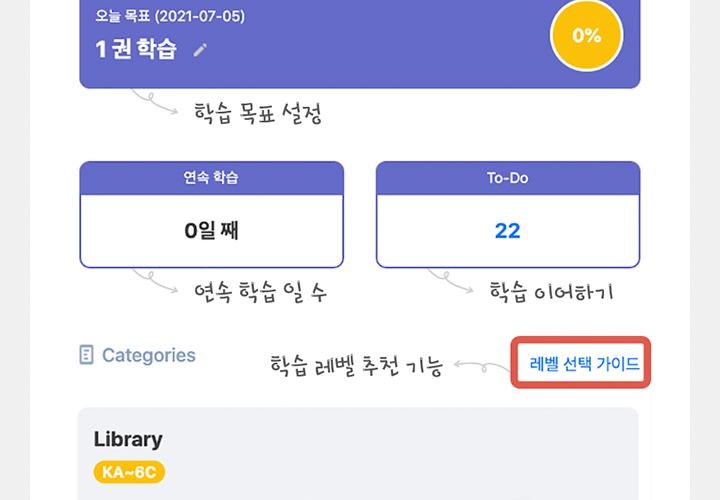 오늘 목표 (2021-07-05)
1 권 학습
0%
학습 목표 설정
연속 학습
0일 째
To-Do
22
연속 학습 일 수
학습 이어하기
Categories
학습 레벨 추천 기능
레벨 선택 가이드
Library
KA~6C